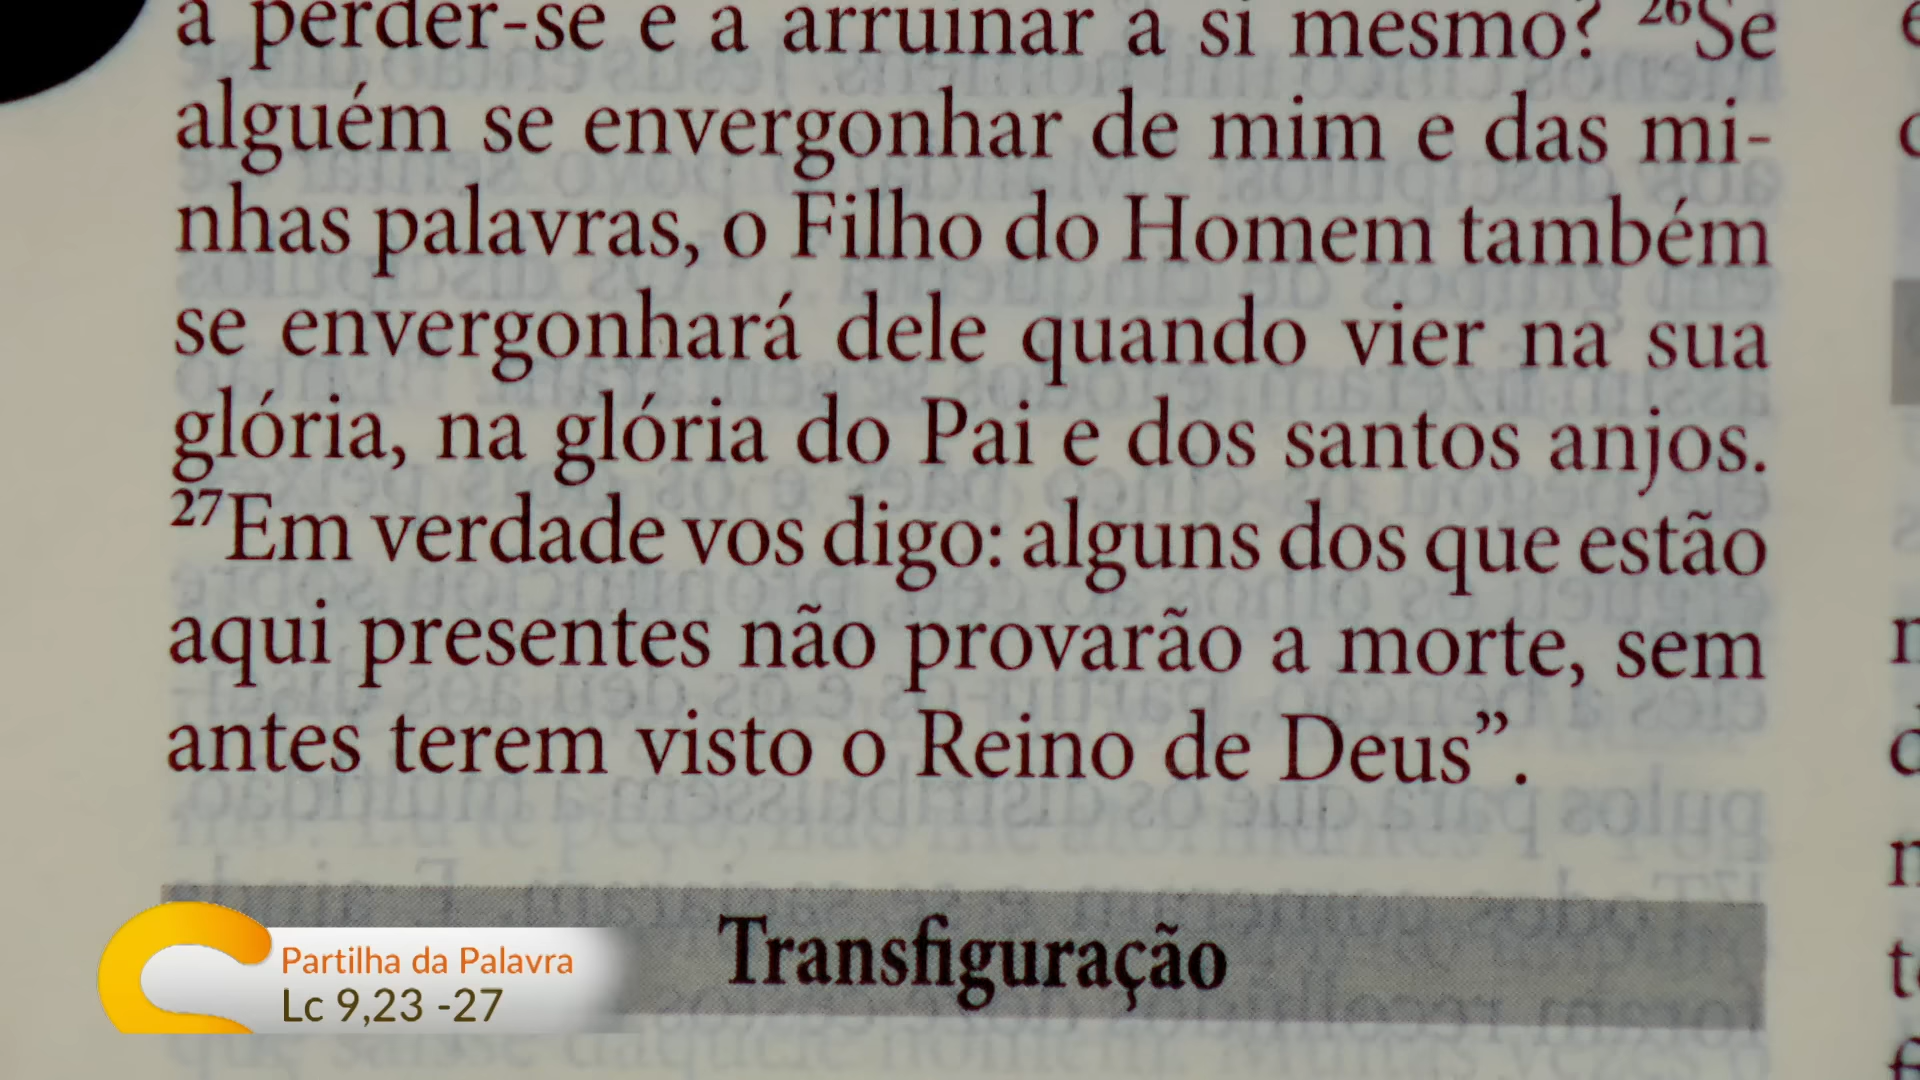 a perder-se e a arruinar a si mesmo? 26Se
alguém se envergonhar de mim e das mi-
nhas palavras, o Filho do Homem também
se envergonhará dele quando vier na sua
glória, na glória do Pai e dos santos anjos.
27Em verdade vos digo: alguns dos que estão
aqui presentes não provarão a morte, sem
antes terem visto o Reino de Deus”.
Transfiguração
Partilha da Palavra
Lc 9,23 -27